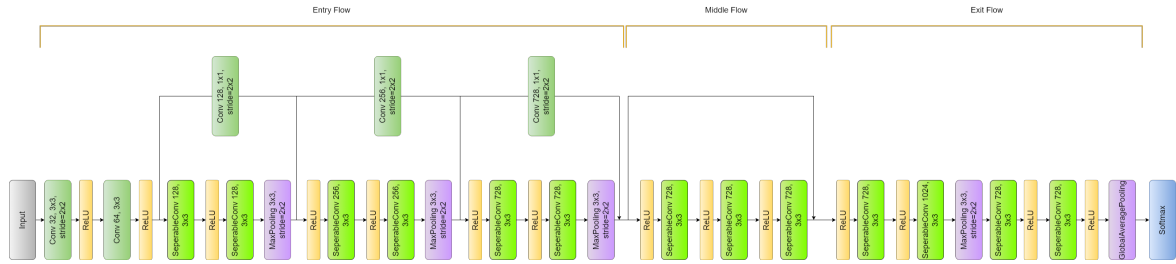 Entry Flow
Middle Flow
Exit Flow
Conv 128, 1x1,
stride=2x2
Conv 256, 1x1,
stride=2x2
Conv 728, 1x1,
stride=2x2
Input
Conv 32, 3x3,
stride=2x2
ReLU
Conv 64, 3x3
ReLU
SeperableConv 128,
3x3
ReLU
SeperableConv 128,
3x3
MaxPooling 3x3,
stride=2x2
ReLU
SeperableConv 256,
3x3
ReLU
SeperableConv 256,
3x3
MaxPooling 3x3,
stride=2x2
ReLU
SeperableConv 728,
3x3
ReLU
SeperableConv 728,
3x3
MaxPooling 3x3,
stride=2x2
ReLU
SeperableConv 728,
3x3
ReLU
SeperableConv 728,
3x3
ReLU
SeperableConv 728,
3x3
ReLU
SeperableConv 728,
3x3
ReLU
SeperableConv 1024,
3x3
MaxPooling 3x3,
stride=2x2
SeperableConv 728,
3x3
ReLU
SeperableConv 728,
3x3
ReLU
GlobalAveragePooling
Softmax